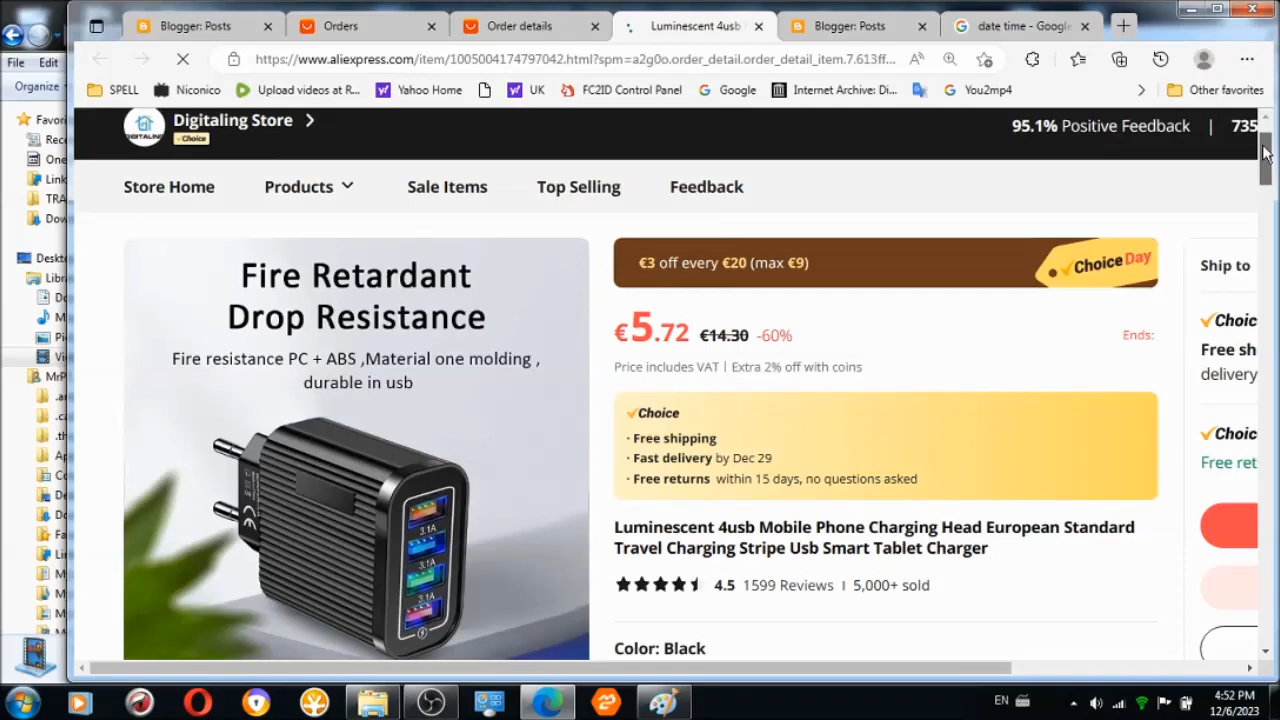 Blogger: Posts
Orders
Order details
Luminescent 4usb
Blogger: Posts
date time - Google
https://www.aliexpress.com/item/1005004174797042.html?spm=a2g0o.order_detail.order_detail_item.7.613ff...
File Edit
SPELL
Niconico
Upload videos at R...
Yahoo Home
UK
FC2ID Control Panel
Google
Internet Archive: Di...
You2mp4
Other favorites
Organize
Digitaling Store
Choice
95.1% Positive Feedback | 735
Store Home
Products
Sale Items
Top Selling
Feedback
Fire Retardant
Drop Resistance
Fire resistance PC + ABS ,Material one molding ,
durable in usb
3.1A
3.1A
3.1A
€3 off every €20 (max €9)
Choice Day
€5.72 €14.30 -60%
Ends:
Price includes VAT | Extra 2% off with coins
Choice
· Free shipping
· Fast delivery by Dec 29
· Free returns within 15 days, no questions asked
Luminescent 4usb Mobile Phone Charging Head European Standard
Travel Charging Stripe Usb Smart Tablet Charger
4.5 1599 Reviews | 5,000+ sold
Color: Black
Ship to
Choic
Free sh
delivery
Choic
Free ret
EN
4:52 PM
12/6/2023